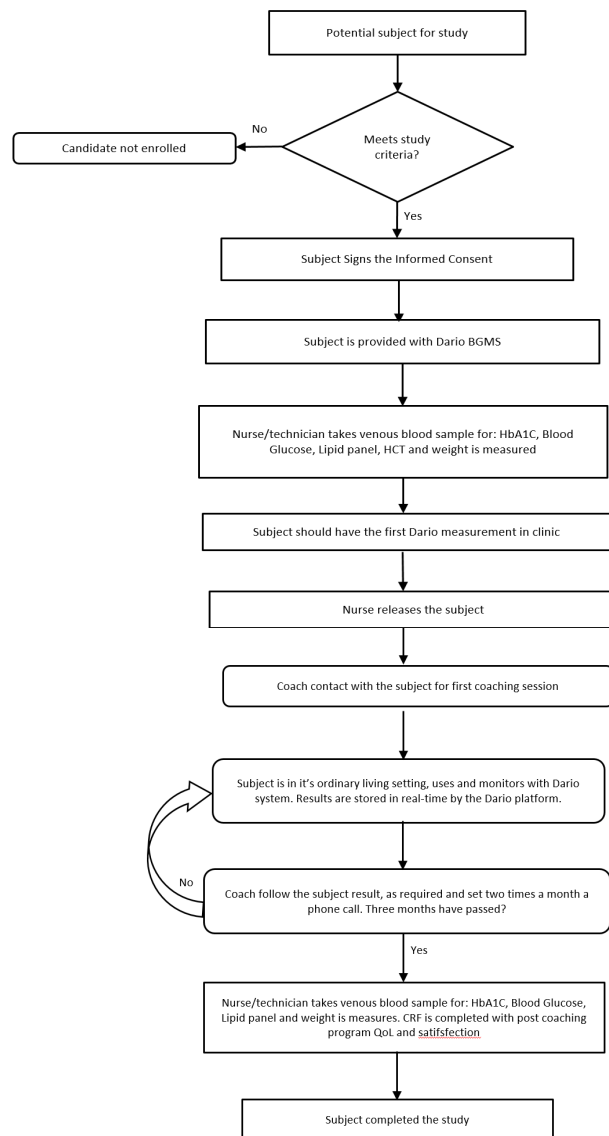 Potential subject for study
Meets study
criteria?
No
Candidate not enrolled
Yes
Subject Signs the Informed Consent
Subject is provided with Dario BGMS
Nurse/technician takes venous blood sample for: HbA1C, Blood
Glucose, Lipid panel, HCT and weight is measured
Subject should have the first Dario measurement in clinic
Nurse releases the subject
Coach contact with the subject for first coaching session
Subject is in it's ordinary living setting, uses and monitors with Dario
system. Results are stored in real-time by the Dario platform.
No
Coach follow the subject result, as required and set two times a month a
phone call. Three months have passed?
Yes
Nurse/technician takes venous blood sample for: HbA1C, Blood Glucose,
Lipid panel and weight is measures. CRF is completed with post coaching
program QoL and satifsfection
Subject completed the study